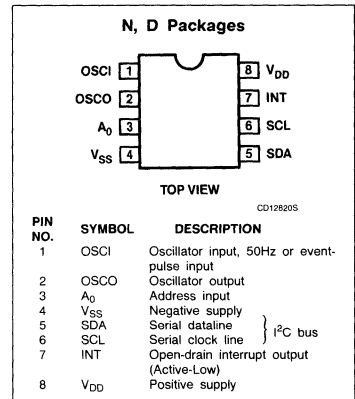 N, D Packages
OSCI 1 8 VDD
OSCO 2 7 INT
A0 3 6 SCL
VSS 4 5 SDA
TOP VIEW
CD12820S
PIN NO. SYMBOL DESCRIPTION
1 OSCI Oscillator input, 50Hz or event-
pulse input
2 OSCO Oscillator output
3 A0 Address input
4 VSS Negative supply
5 SDA Serial dataline
6 SCL Serial clock line
I²C bus
7 INT Open-drain interrupt output
(Active-Low)
8 VDD Positive supply